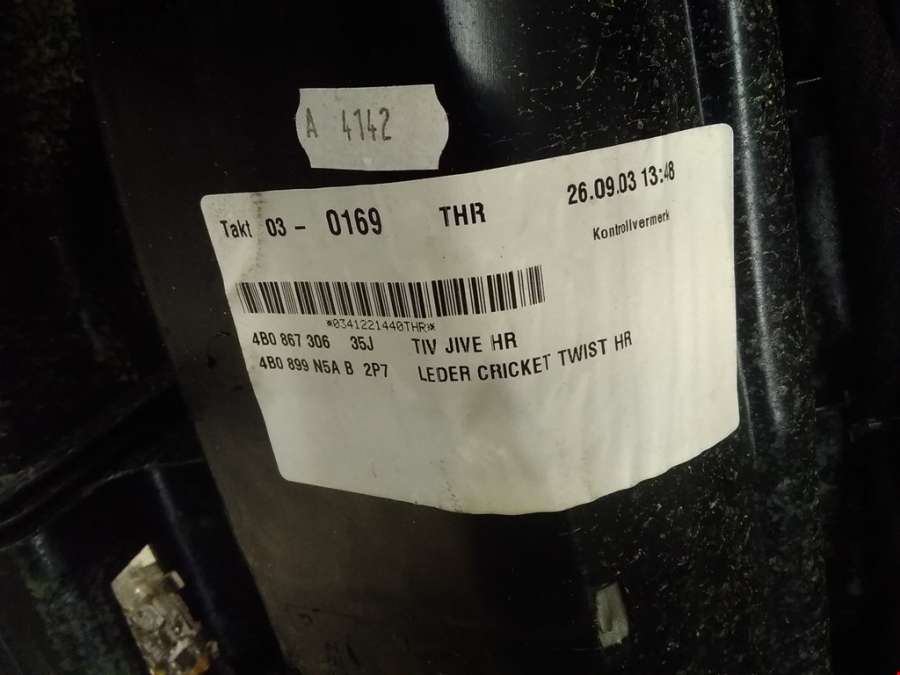 A 4142
Takt 03 - 0169 THR 26.09.03 13:48
Kontrollvermerk
*0341221440THR*
4B0 867 306 35J TIV JIVE HR
4B0 899 N5A B 2P7 LEDER CRICKET TWIST HR